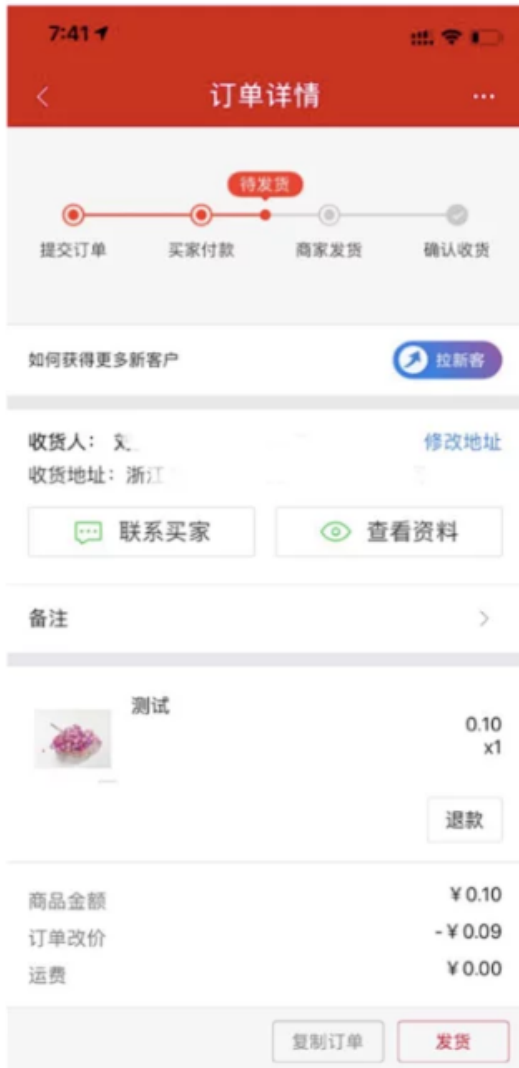 7:41
订单详情
待发货
提交订单 买家付款 商家发货 确认收货
如何获得更多新客户 拉新客
收货人： 刘 修改地址
收货地址：浙江
联系买家 查看资料
备注
测试
0.10
x1
退款
商品金额 ¥0.10
订单改价 -¥0.09
运费 ¥0.00
复制订单 发货